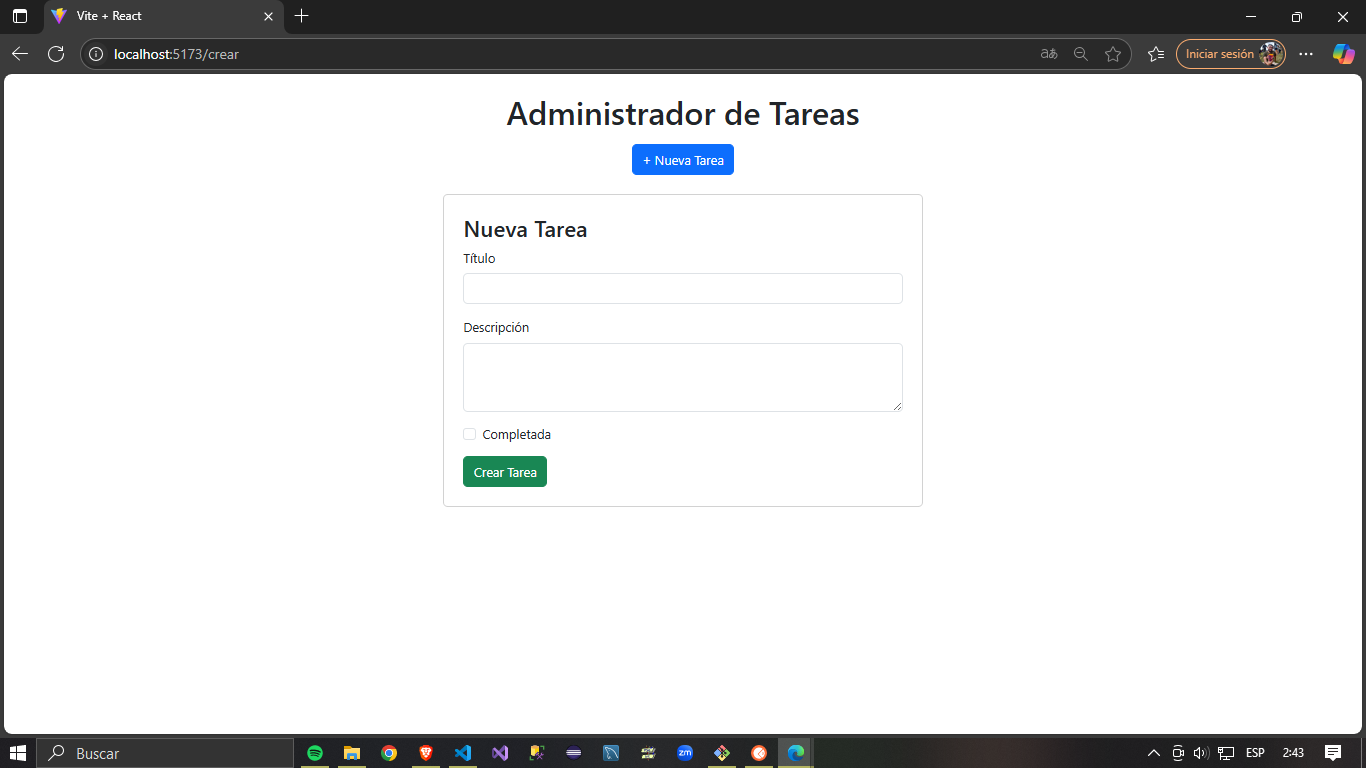 Vite + React
localhost:5173/crear
Iniciar sesión
Administrador de Tareas
+ Nueva Tarea
Nueva Tarea
Título
Descripción
Completada
Crear Tarea
Buscar
zm
ESP
2:43